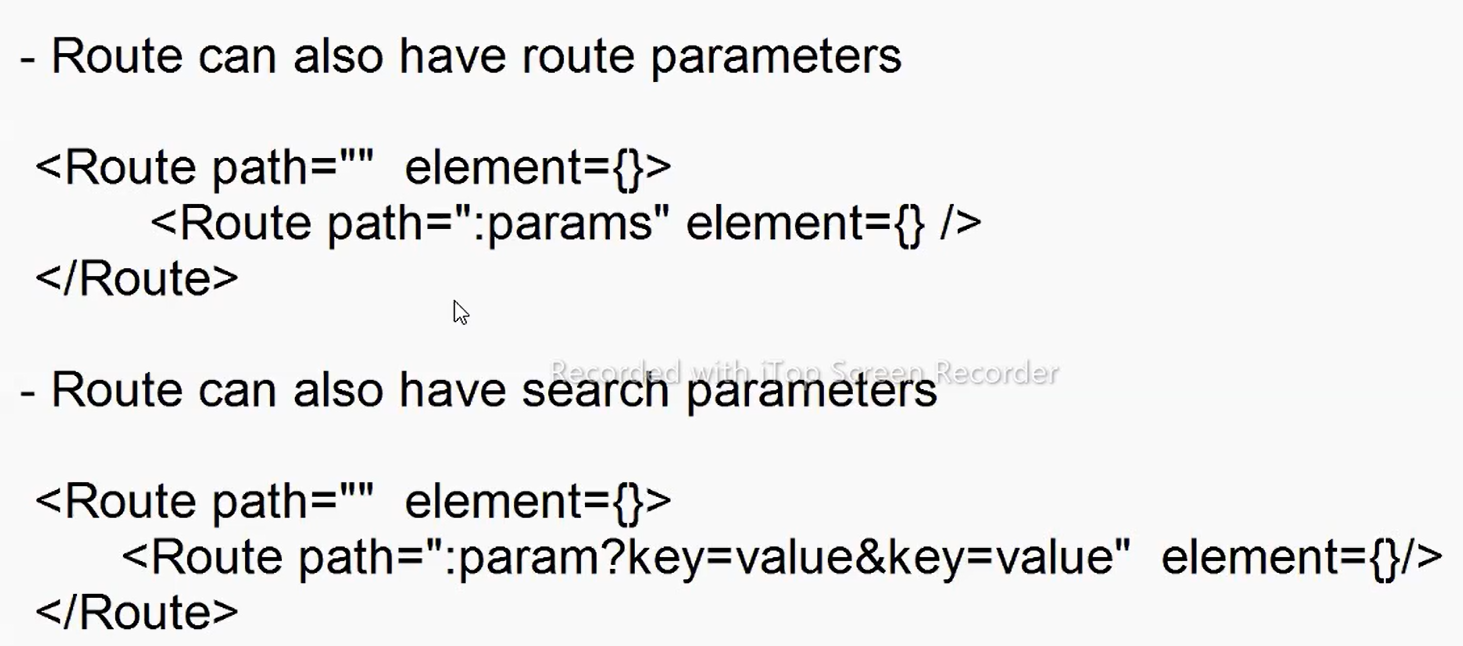 - Route can also have route parameters
<Route path=""  element={}>
<Route path=":params" element={} />
</Route>
Recorded with iTop Screen Recorder
- Route can also have search parameters
<Route path=""  element={}>
<Route path=":param?key=value&key=value"  element={}/>
</Route>